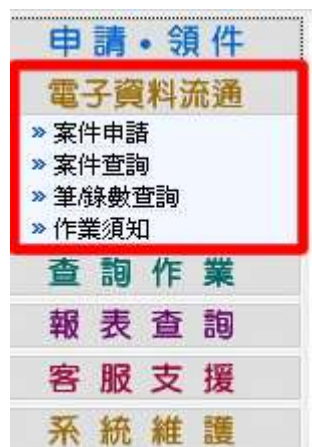 申請・領件
電子資料流通
» 案件申請
» 案件查詢
» 筆/錄數查詢
» 作業須知
查詢作業
報表查詢
客服支援
系統維護